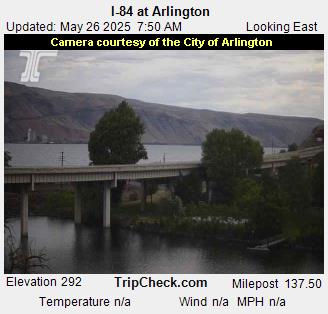 I-84 at Arlington
Updated: May 26 2025 7:50 AM Looking East
Camera courtesy of the City of Arlington
Elevation 292 TripCheck.com Milepost 137.50
Temperature n/a Wind n/a MPH n/a